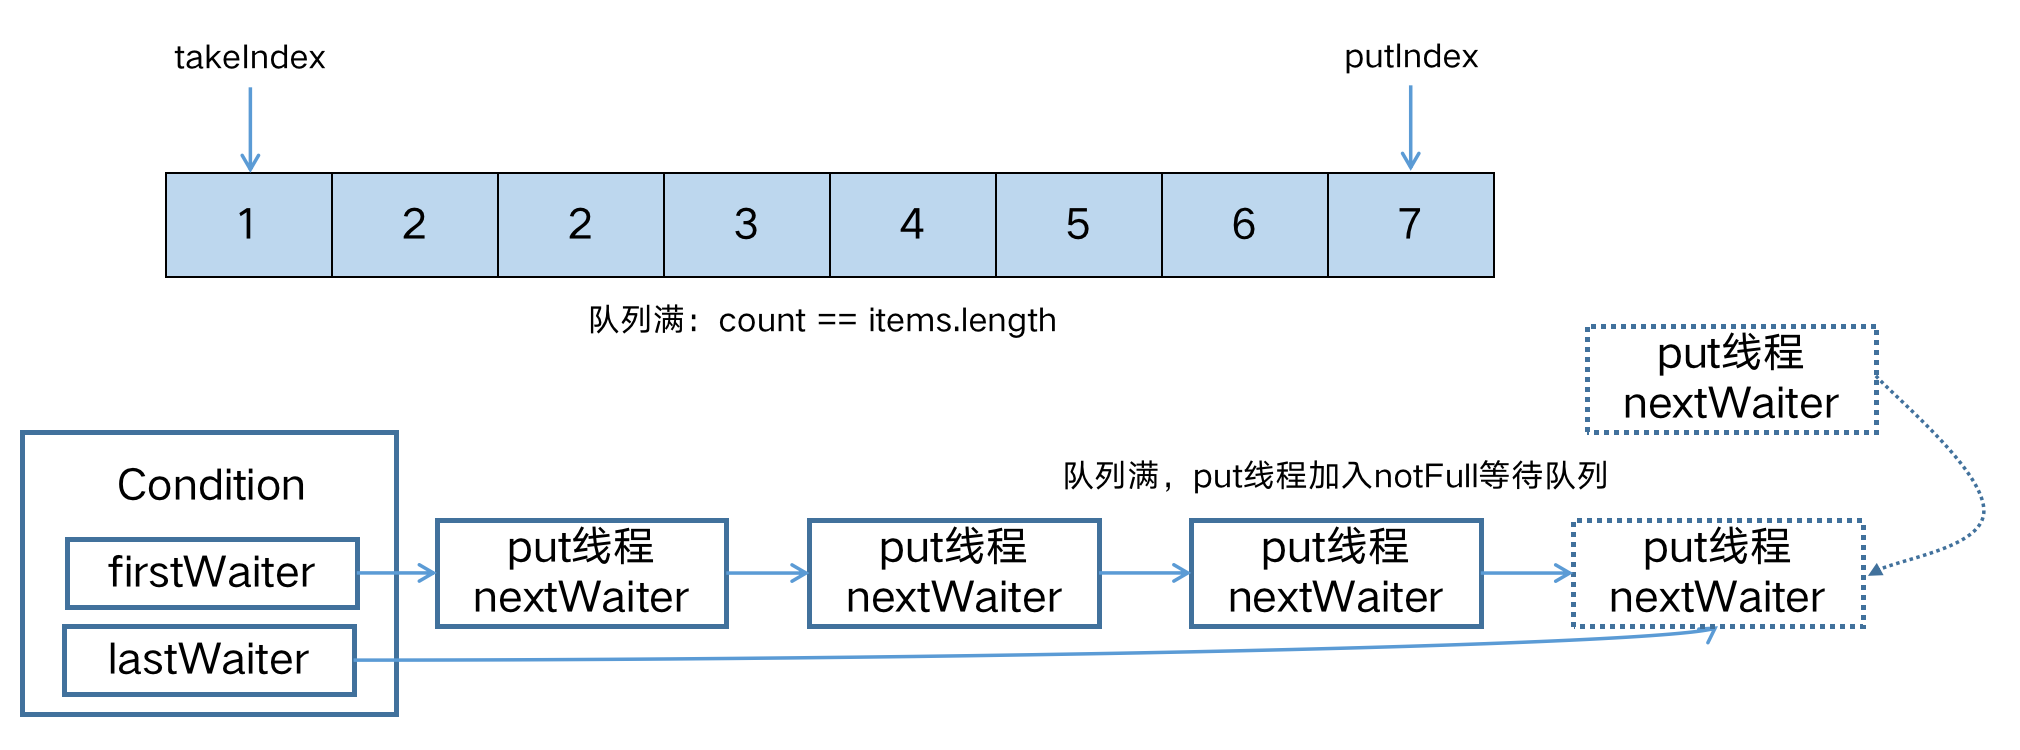 takeIndex
putIndex
1 2 2 3 4 5 6 7
队列满：count == items.length
put线程
nextWaiter
Condition
队列满，put线程加入notFull等待队列
firstWaiter
put线程
nextWaiter
put线程
nextWaiter
put线程
nextWaiter
put线程
nextWaiter
lastWaiter